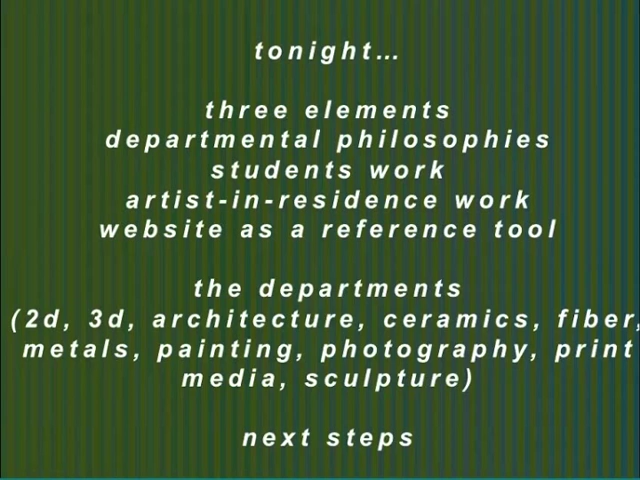 tonight...
three elements
departmental philosophies
students work
artist-in-residence work
website as a reference tool
the departments
(2d, 3d, architecture, ceramics, fiber,
metals, painting, photography, print
media, sculpture)
next steps